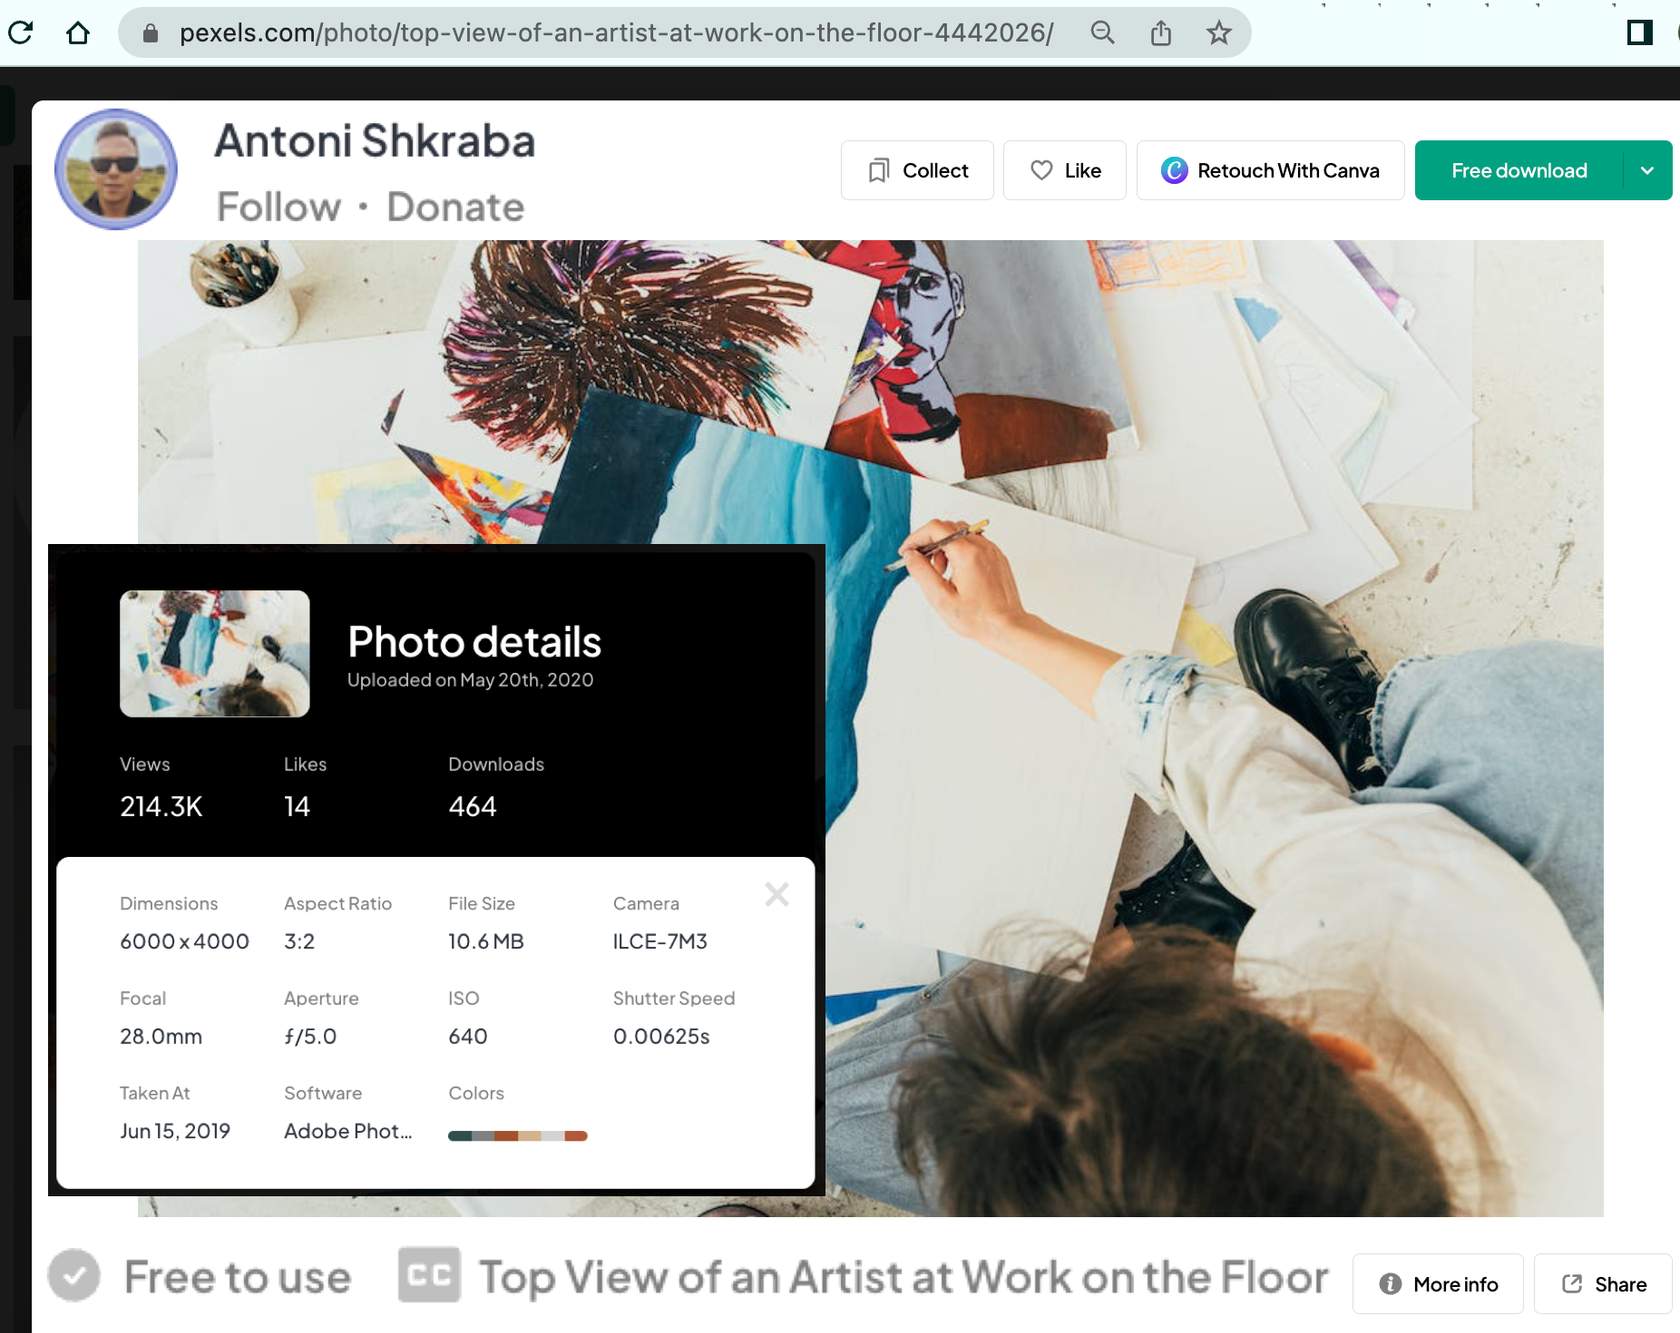 pexels.com/photo/top-view-of-an-artist-at-work-on-the-floor-4442026/
Antoni Shkraba
Follow • Donate
Collect
Like
Retouch With Canva
Free download
Photo details
Uploaded on May 20th, 2020
Views Likes Downloads
214.3K 14 464
Dimensions Aspect Ratio File Size Camera
6000 x 4000 3:2 10.6 MB ILCE-7M3
Focal Aperture ISO Shutter Speed
28.0mm ƒ/5.0 640 0.00625s
Taken At Software Colors
Jun 15, 2019 Adobe Phot...
Free to use
CC Top View of an Artist at Work on the Floor
More info
Share